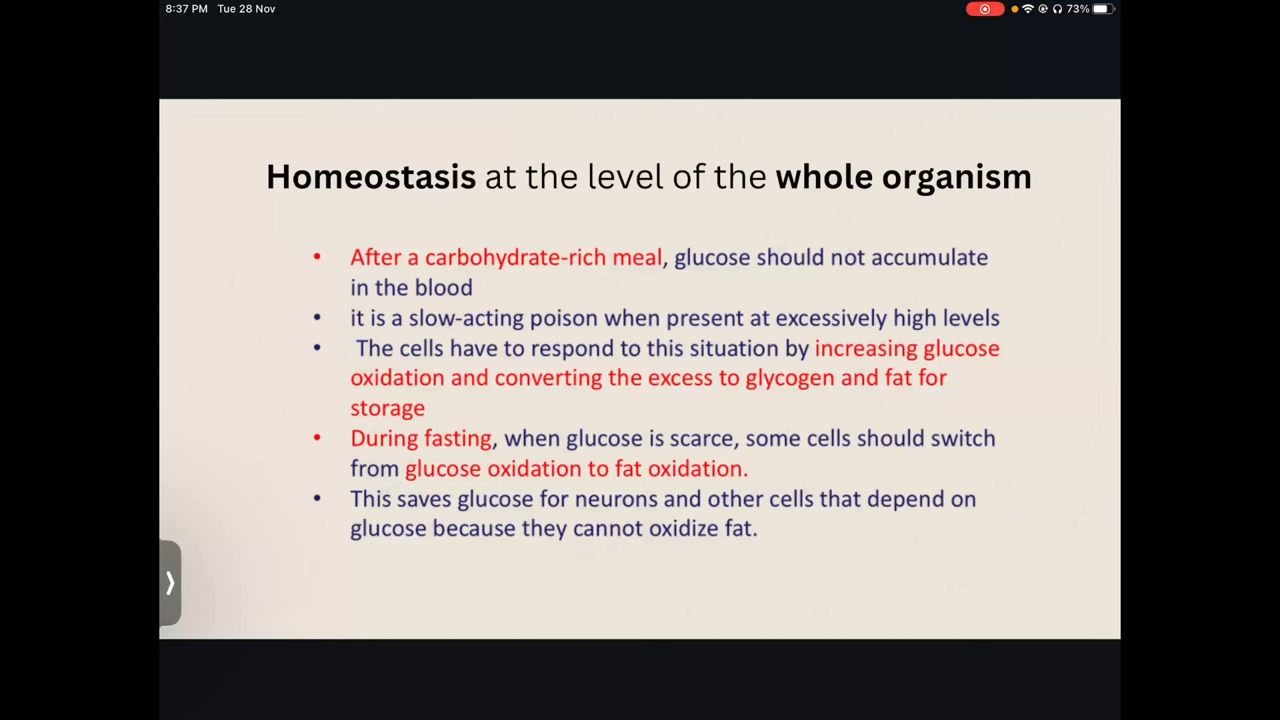 8:37 PM Tue 28 Nov 73%
Homeostasis at the level of the whole organism
• After a carbohydrate-rich meal, glucose should not accumulate
in the blood
• it is a slow-acting poison when present at excessively high levels
• The cells have to respond to this situation by increasing glucose
oxidation and converting the excess to glycogen and fat for
storage
• During fasting, when glucose is scarce, some cells should switch
from glucose oxidation to fat oxidation.
• This saves glucose for neurons and other cells that depend on
glucose because they cannot oxidize fat.